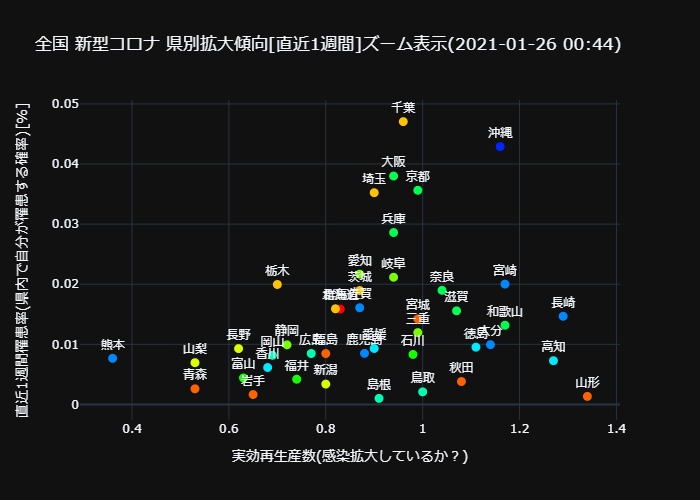 全国 新型コロナ 県別拡大傾向[直近1週間]ズーム表示(2021-01-26 00:44)
直近1週間罹患率(県内で自分が罹患する確率)[%]
0.05
千葉
沖縄
0.04
大阪
京都
埼玉
兵庫
0.03
愛知
岐阜
栃木
茨城
奈良
宮崎
0.02
滋賀
長崎
宮城
和歌山
三重
静岡
長野
徳島
大分
愛媛
0.01
熊本
山梨
岡山
香川
広島
福島
鹿児島
石川
高知
富山
福井
青森
岩手
新潟
島根
鳥取
秋田
山形
0
0.4
0.6
0.8
1
1.2
1.4
実効再生産数(感染拡大しているか？)